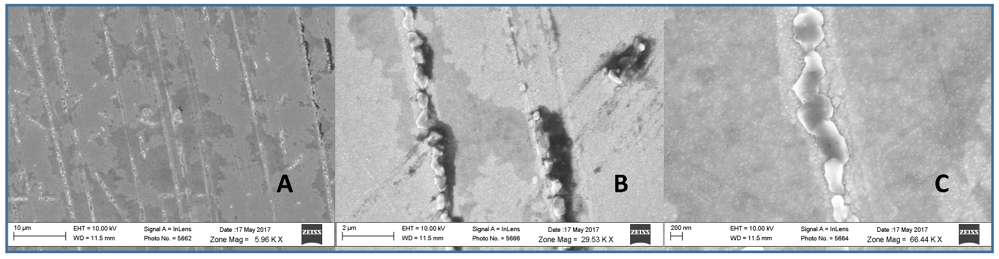 A
B
C
10 µm
EHT = 10.00 kV
WD = 11.5 mm
Signal A = InLens
Photo No. = 5662
Date :17 May 2017
Zone Mag = 5.96 K X
ZEISS
2 µm
EHT = 10.00 kV
WD = 11.5 mm
Signal A = InLens
Photo No. = 5666
Date :17 May 2017
Zone Mag = 29.53 K X
ZEISS
200 nm
EHT = 10.00 kV
WD = 11.5 mm
Signal A = InLens
Photo No. = 5664
Date :17 May 2017
Zone Mag = 66.44 K X
ZEISS